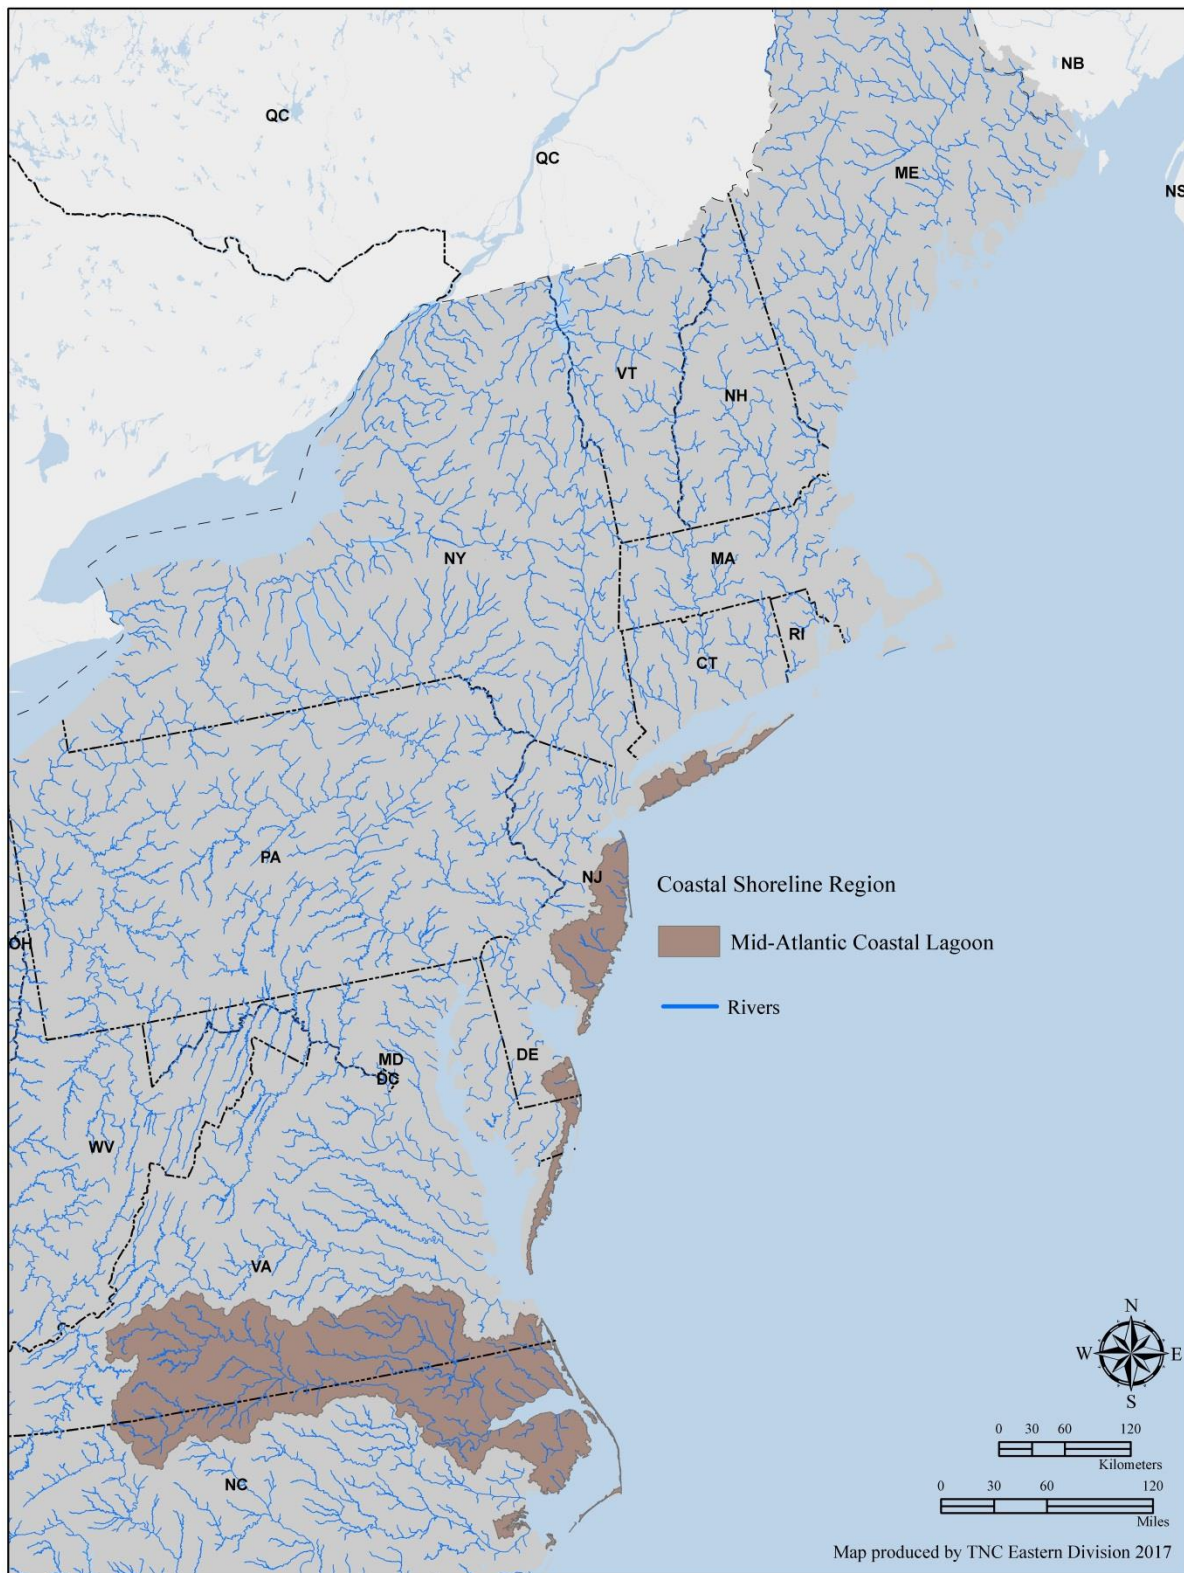 NB
QC
QC
ME
NS
VT
NH
NY
MA
RI
CT
PA
NJ
Coastal Shoreline Region
OH
Mid-Atlantic Coastal Lagoon
Rivers
MD
DE
DC
WV
VA
N
W E
S
0 30 60 120
Kilometers
NC
0 30 60 120
Miles
Map produced by TNC Eastern Division 2017